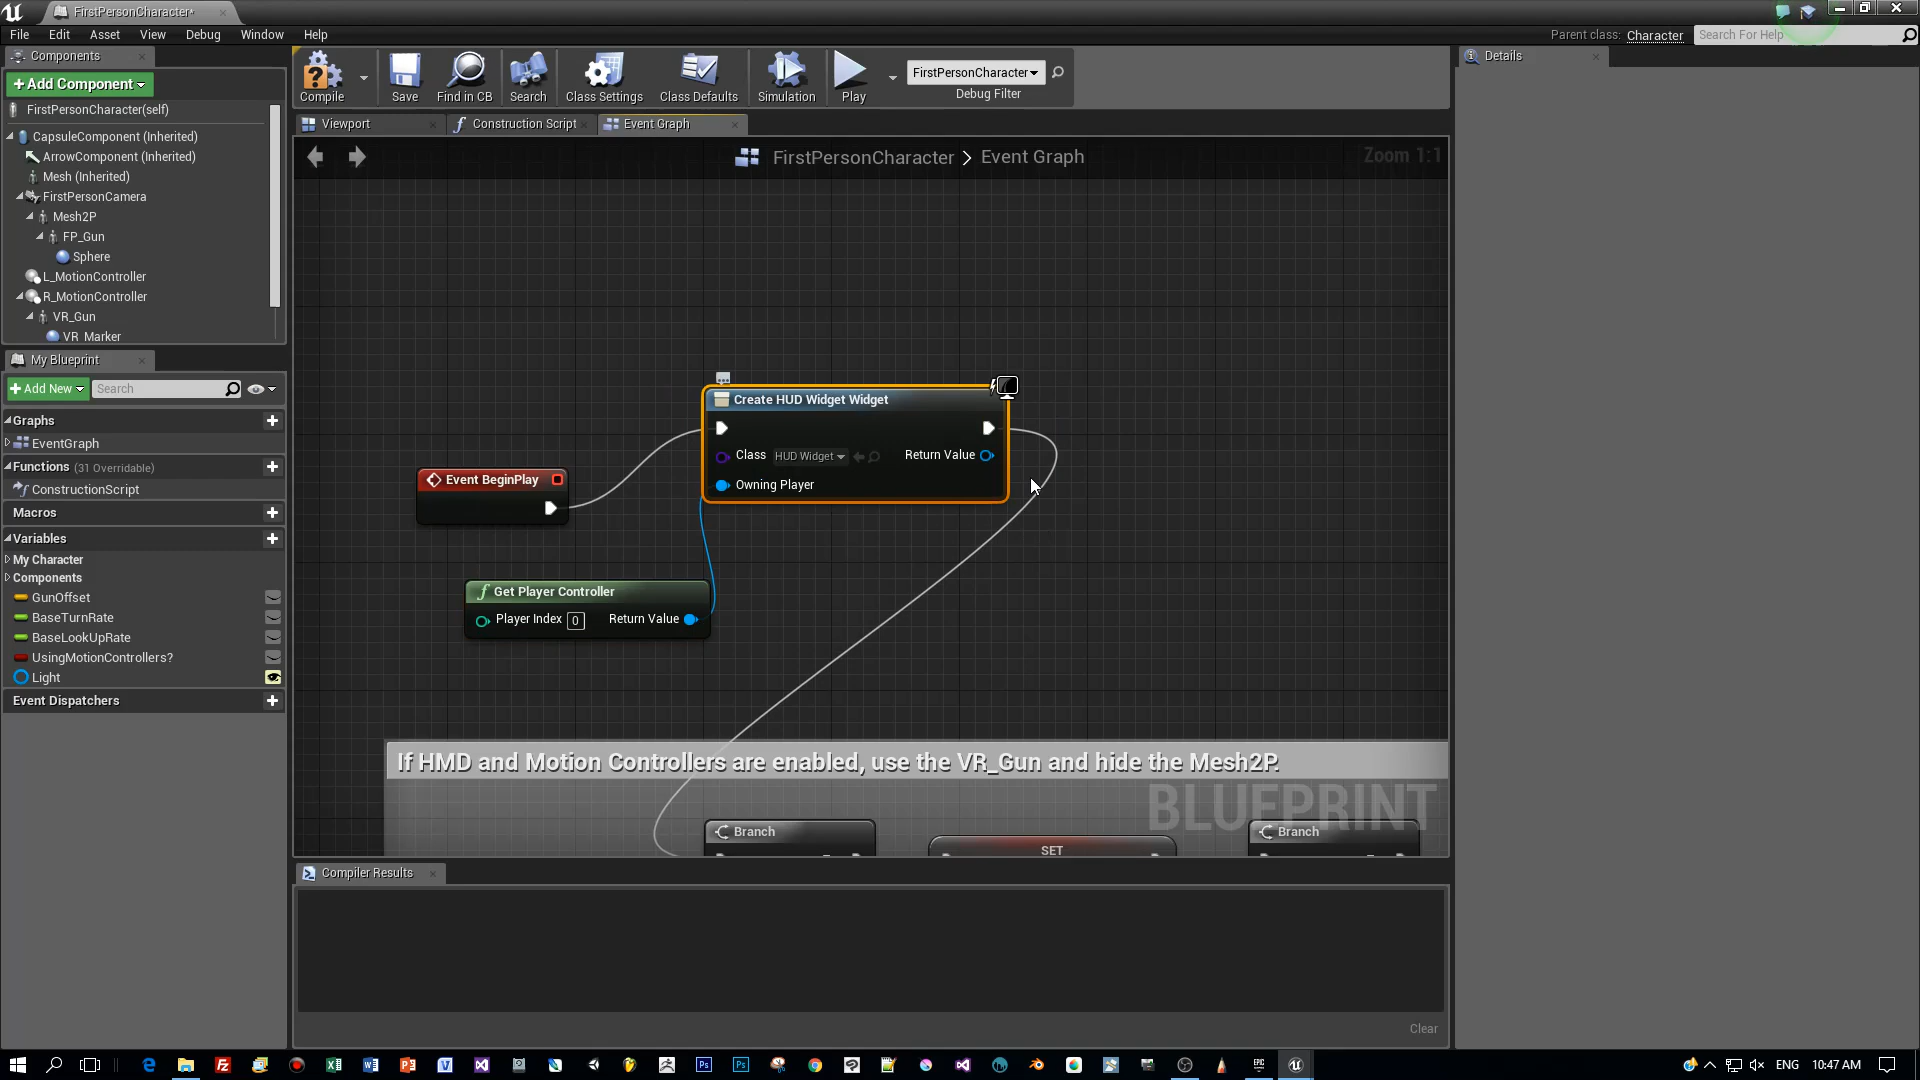 FirstPersonCharacter*
File Edit Asset View Debug Window Help
Parent class: Character Search For Help
Components
+Add Component
FirstPersonCharacter(self)
CapsuleComponent (Inherited)
ArrowComponent (Inherited)
Mesh (Inherited)
FirstPersonCamera
Mesh2P
FP_Gun
Sphere
L_MotionController
R_MotionController
VR_Gun
VR_Marker
My Blueprint
+Add New Search
Graphs
EventGraph
Functions (31 Overridable)
ConstructionScript
Macros
Variables
My Character
Components
GunOffset
BaseTurnRate
BaseLookUpRate
UsingMotionControllers?
Light
Event Dispatchers
Compile Save Find in CB Search Class Settings Class Defaults Simulation Play
FirstPersonCharacter
Debug Filter
Viewport Construction Script Event Graph
FirstPersonCharacter > Event Graph
Zoom 1:1
Create HUD Widget Widget
Class HUD Widget Return Value
Owning Player
Event BeginPlay
Get Player Controller
Player Index 0 Return Value
If HMD and Motion Controllers are enabled, use the VR_Gun and hide the Mesh2P.
BLUEPRINT
Branch SET Branch
Compiler Results
Clear
Details
ENG 10:47 AM